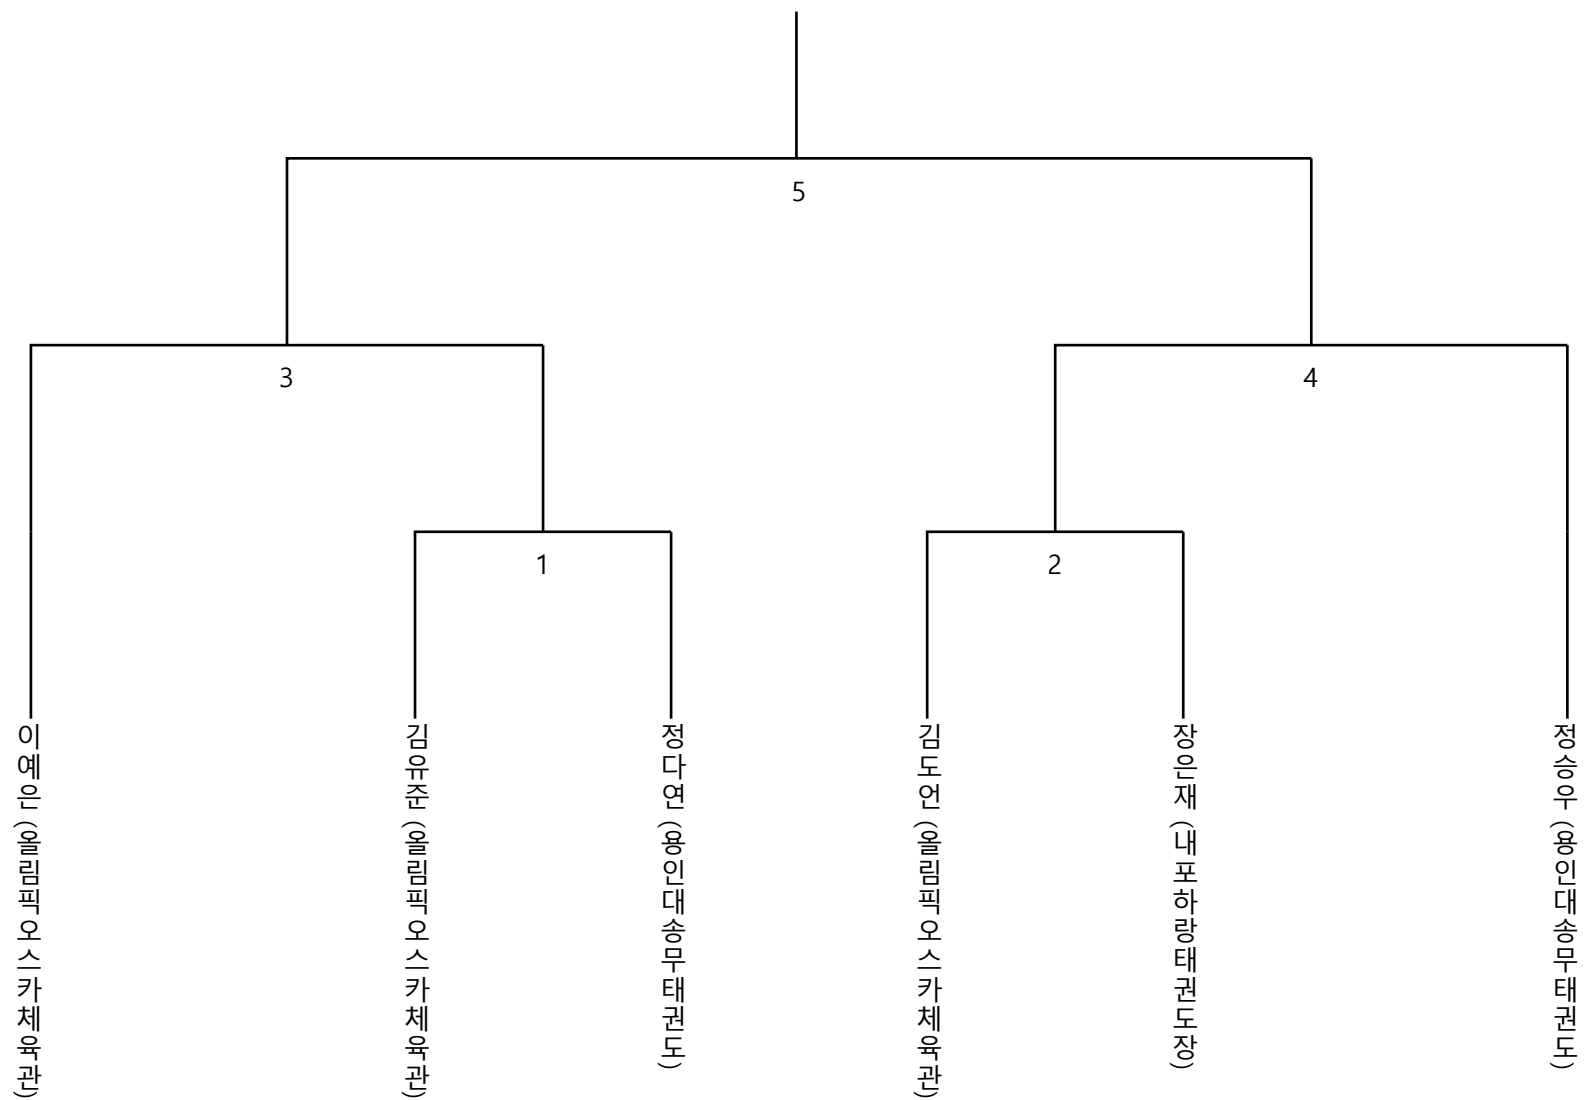 5
3
4
1
2
이예은 (올림픽오스카체육관)
김유준 (올림픽오스카체육관)
정다연 (용인대송무태권도)
김도언 (올림픽오스카체육관)
장은재 (내포하랑태권도장)
정승우 (용인대송무태권도)